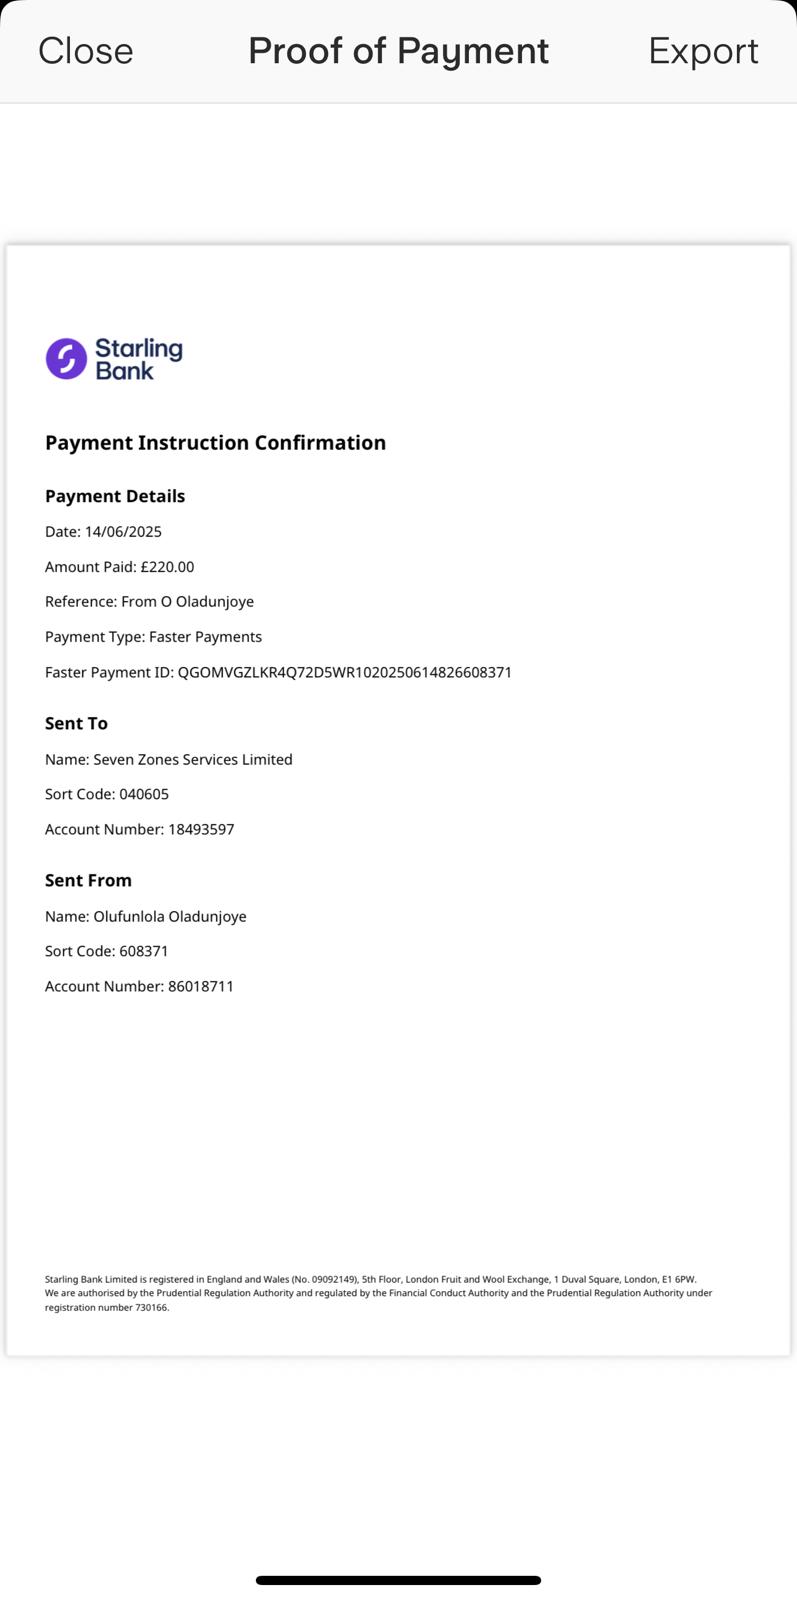 Close Proof of Payment Export
Starling
Bank
Payment Instruction Confirmation
Payment Details
Date: 14/06/2025
Amount Paid: £220.00
Reference: From O Oladunjoye
Payment Type: Faster Payments
Faster Payment ID: QGOMVGZLKR4Q72D5WR1020250614826608371
Sent To
Name: Seven Zones Services Limited
Sort Code: 040605
Account Number: 18493597
Sent From
Name: Olufunlola Oladunjoye
Sort Code: 608371
Account Number: 86018711
Starling Bank Limited is registered in England and Wales (No. 09092149), 5th Floor, London Fruit and Wool Exchange, 1 Duval Square, London, E1 6PW.
We are authorised by the Prudential Regulation Authority and regulated by the Financial Conduct Authority and the Prudential Regulation Authority under
registration number 730166.